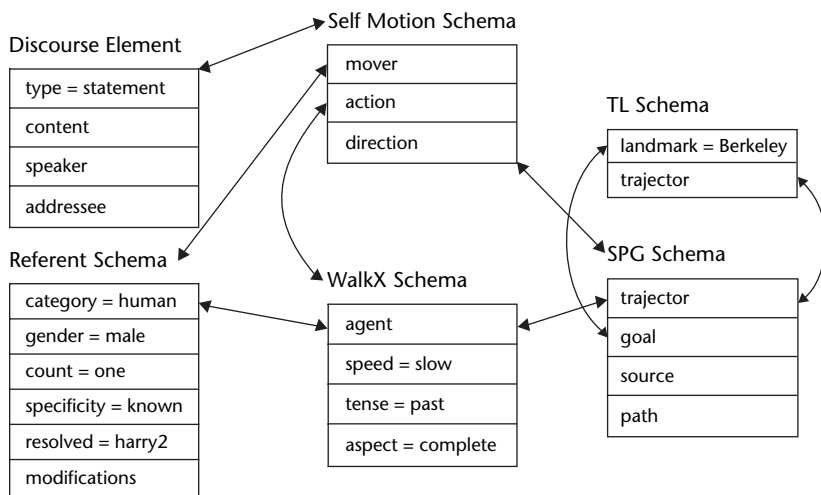 Discourse Element
type = statement
content
speaker
addressee
Self Motion Schema
mover
action
direction
TL Schema
landmark = Berkeley
trajector
Referent Schema
category = human
gender = male
count = one
specificity = known
resolved = harry2
modifications
WalkX Schema
agent
speed = slow
tense = past
aspect = complete
SPG Schema
trajector
goal
source
path